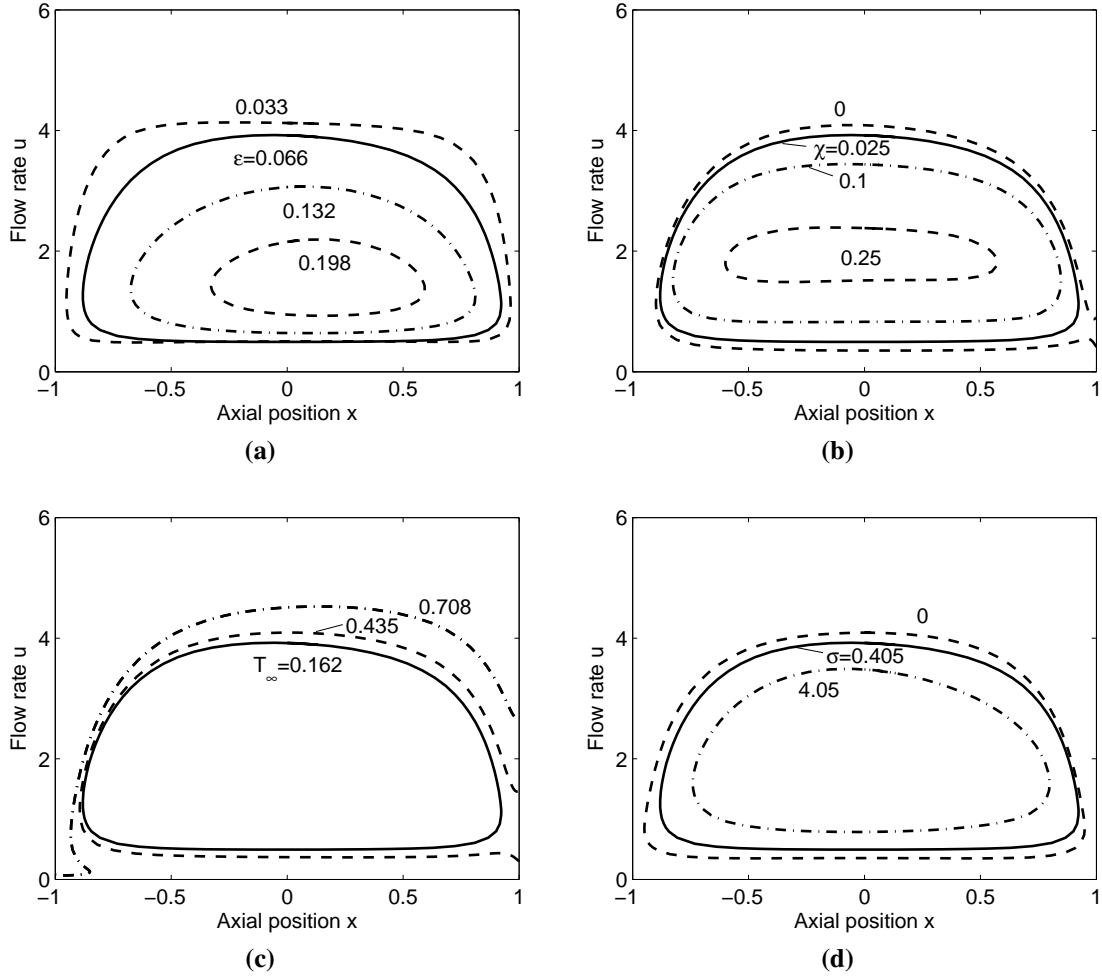 6
4
2
0
Flow rate u
0.033
ε=0.066
0.132
0.198
−1 −0.5 0 0.5 1
Axial position x
(a)
6
4
2
0
Flow rate u
0
χ=0.025
0.1
0.25
−1 −0.5 0 0.5 1
Axial position x
(b)
6
4
2
0
Flow rate u
0.708
0.435
T∞=0.162
−1 −0.5 0 0.5 1
Axial position x
(c)
6
4
2
0
Flow rate u
0
σ=0.405
4.05
−1 −0.5 0 0.5 1
Axial position x
(d)